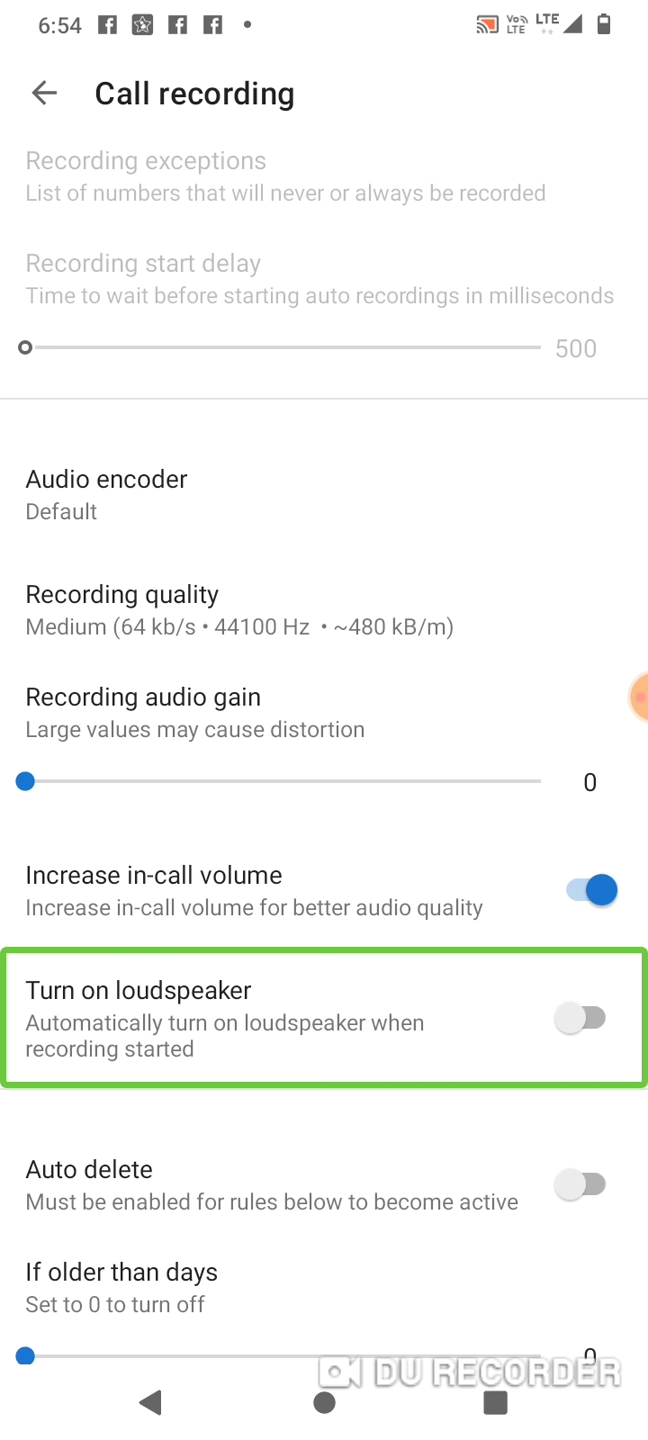 6:54
Vo LTE
LTE
Call recording
Recording exceptions
List of numbers that will never or always be recorded
Recording start delay
Time to wait before starting auto recordings in milliseconds
500
Audio encoder
Default
Recording quality
Medium (64 kb/s • 44100 Hz • ~480 kB/m)
Recording audio gain
Large values may cause distortion
0
Increase in-call volume
Increase in-call volume for better audio quality
Turn on loudspeaker
Automatically turn on loudspeaker when
recording started
Auto delete
Must be enabled for rules below to become active
If older than days
Set to 0 to turn off
0
DU RECORDER